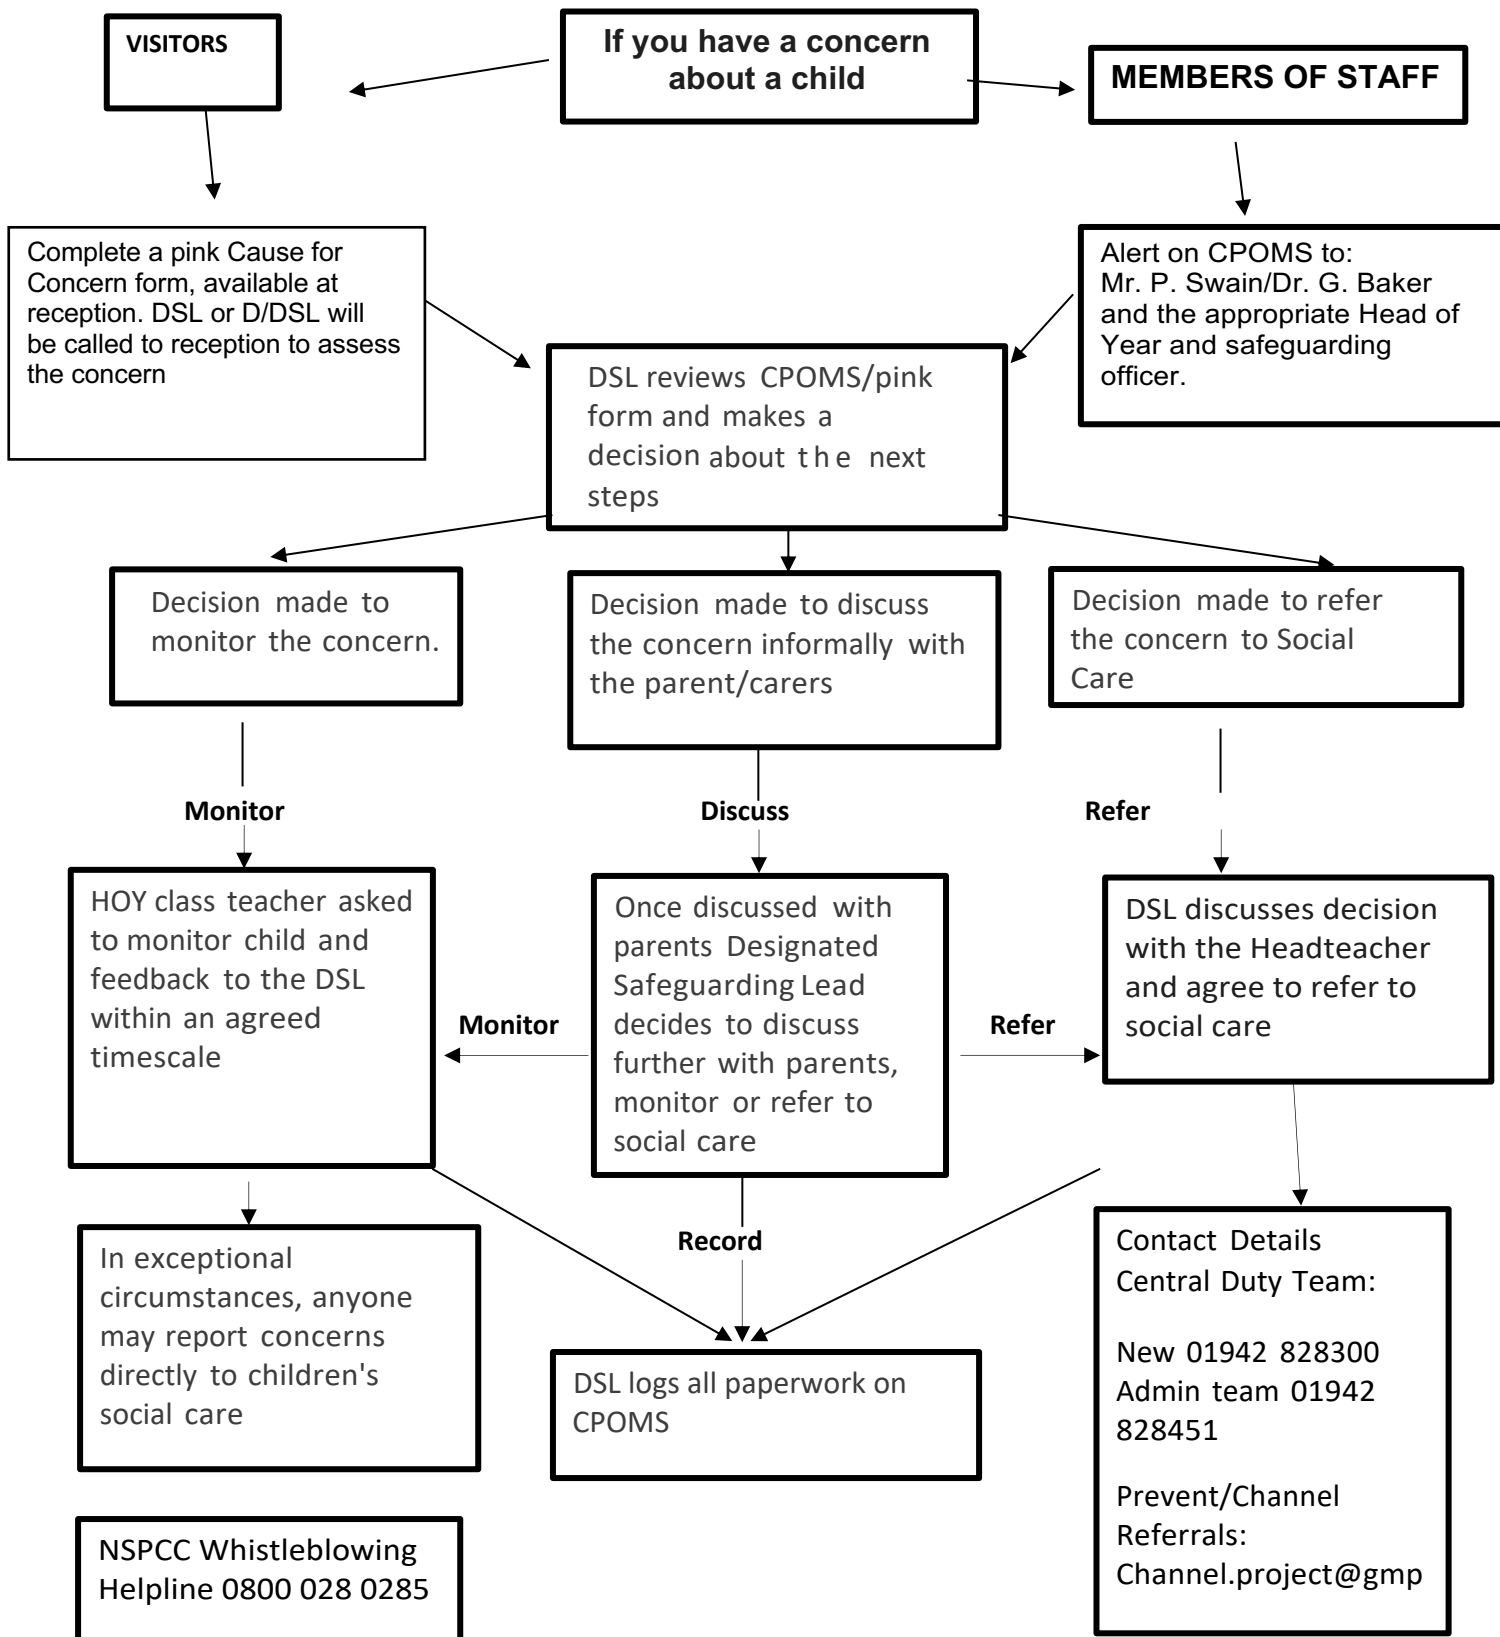 VISITORS
If you have a concern
about a child
MEMBERS OF STAFF
Complete a pink Cause for
Concern form, available at
reception. DSL or D/DSL will
be called to reception to assess
the concern
Alert on CPOMS to:
Mr. P. Swain/Dr. G. Baker
and the appropriate Head of
Year and safeguarding
officer.
DSL reviews CPOMS/pink
form and makes a
decision about the next
steps
Decision made to
monitor the concern.
Decision made to discuss
the concern informally with
the parent/carers
Decision made to refer
the concern to Social
Care
Monitor
Discuss
Refer
HOY class teacher asked
to monitor child and
feedback to the DSL
within an agreed
timescale
Monitor
Once discussed with
parents Designated
Safeguarding Lead
decides to discuss
further with parents,
monitor or refer to
social care
Refer
DSL discusses decision
with the Headteacher
and agree to refer to
social care
In exceptional
circumstances, anyone
may report concerns
directly to children's
social care
Record
DSL logs all paperwork on
CPOMS
Contact Details
Central Duty Team:
New 01942 828300
Admin team 01942
828451
Prevent/Channel
Referrals:
Channel.project@gmp
NSPCC Whistleblowing
Helpline 0800 028 0285